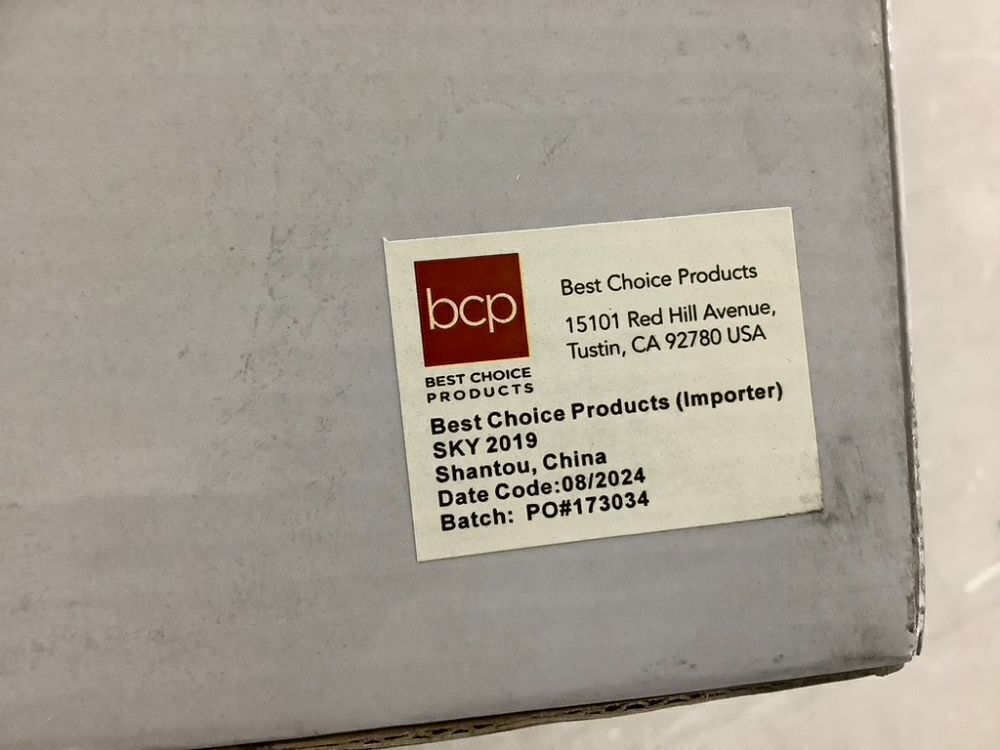 bcp
BEST CHOICE
PRODUCTS
Best Choice Products
15101 Red Hill Avenue,
Tustin, CA 92780 USA
Best Choice Products (Importer)
SKY 2019
Shantou, China
Date Code:08/2024
Batch: PO#173034